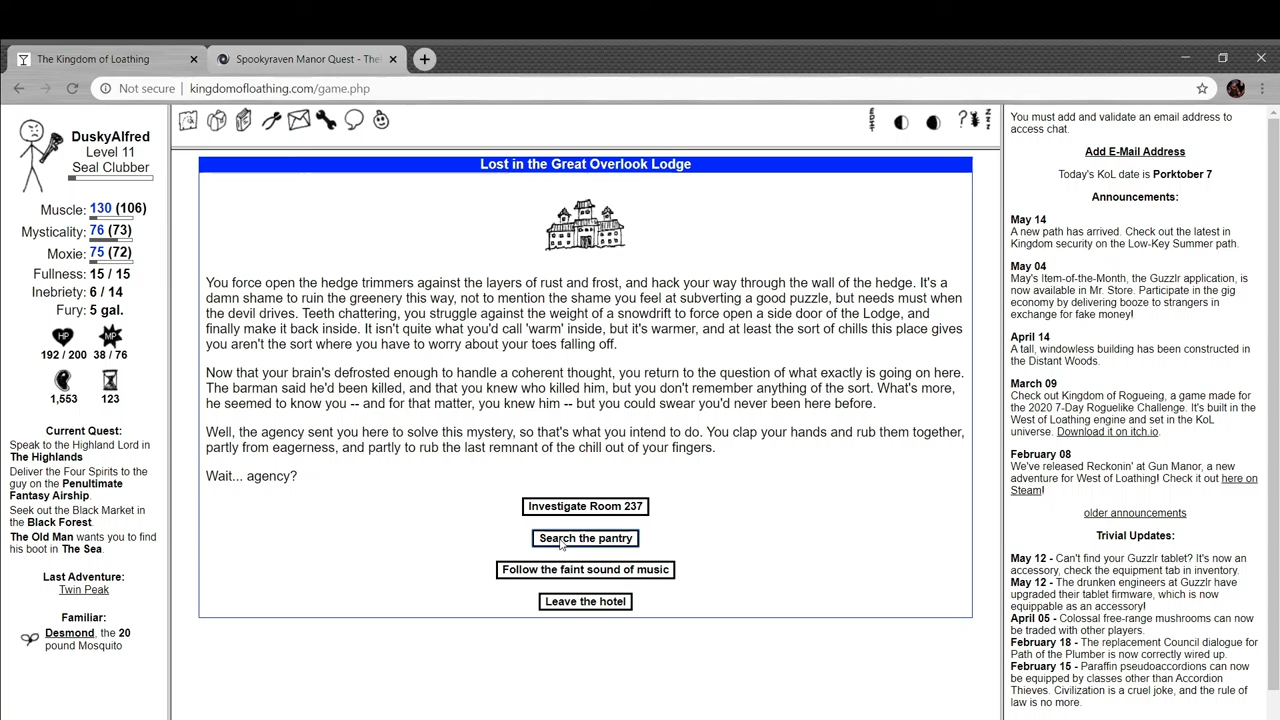 The Kingdom of Loathing
Spookyraven Manor Quest - The
Not secure
kingdomofloathing.com/game.php
DuskyAlfred
Level 11
Seal Clubber
Muscle: 130 (106)
Mysticality: 76 (73)
Moxie: 75 (72)
Fullness: 15 / 15
Inebriety: 6 / 14
Fury: 5 gal.
HP
MP
192 / 200 38 / 76
1,553 123
Current Quest:
Speak to the Highland Lord in
The Highlands
Deliver the Four Spirits to the
guy on the Penultimate
Fantasy Airship.
Seek out the Black Market in
the Black Forest.
The Old Man wants you to find
his boot in The Sea.
Last Adventure:
Twin Peak
Familiar:
Desmond, the 20
pound Mosquito
Lost in the Great Overlook Lodge
You force open the hedge trimmers against the layers of rust and frost, and hack your way through the wall of the hedge. It's a
damn shame to ruin the greenery this way, not to mention the shame you feel at subverting a good puzzle, but needs must when
the devil drives. Teeth chattering, you struggle against the weight of a snowdrift to force open a side door of the Lodge, and
finally make it back inside. It isn't quite what you'd call 'warm' inside, but it's warmer, and at least the sort of chills this place gives
you aren't the sort where you have to worry about your toes falling off.
Now that your brain's defrosted enough to handle a coherent thought, you return to the question of what exactly is going on here.
The barman said he'd been killed, and that you knew who killed him, but you don't remember anything of the sort. What's more,
he seemed to know you -- and for that matter, you knew him -- but you could swear you'd never been here before.
Well, the agency sent you here to solve this mystery, so that's what you intend to do. You clap your hands and rub them together,
partly from eagerness, and partly to rub the last remnant of the chill out of your fingers.
Wait... agency?
Investigate Room 237
Search the pantry
Follow the faint sound of music
Leave the hotel
You must add and validate an email address to
access chat.
Add E-Mail Address
Today's KoL date is Porktober 7
Announcements:
May 14
A new path has arrived. Check out the latest in
Kingdom security on the Low-Key Summer path.
May 04
May's Item-of-the-Month, the Guzzlr application, is
now available in Mr. Store. Participate in the gig
economy by delivering booze to strangers in
exchange for fake money!
April 14
A tall, windowless building has been constructed in
the Distant Woods.
March 09
Check out Kingdom of Rogueing, a game made for
the 2020 7-Day Roguelike Challenge. It's built in the
West of Loathing engine and set in the KoL
universe. Download it on itch.io.
February 08
We've released Reckonin' at Gun Manor, a new
adventure for West of Loathing! Check it out here on
Steam!
older announcements
Trivial Updates:
May 12 - Can't find your Guzzlr tablet? It's now an
accessory, check the equipment tab in inventory.
May 12 - The drunken engineers at Guzzlr have
upgraded their tablet firmware, which is now
equippable as an accessory!
April 05 - Colossal free-range mushrooms can now
be traded with other players.
February 18 - The replacement Council dialogue for
Path of the Plumber is now correctly wired up.
February 15 - Paraffin pseudoaccordions can now
be equipped by classes other than Accordion
Thieves. Civilization is a cruel joke, and the rule of
law is no more.